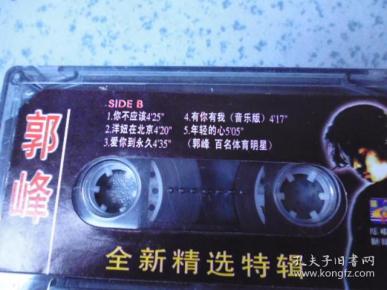 SIDE B
1.你不应该4'25"
2.洋妞在北京4'20"
3.爱你到永久4'35"
4.有你有我（音乐版）4'17"
5.年轻的心5'05"
（郭峰 百名体育明星）
郭峰
全新精选特辑
孔夫子旧书网